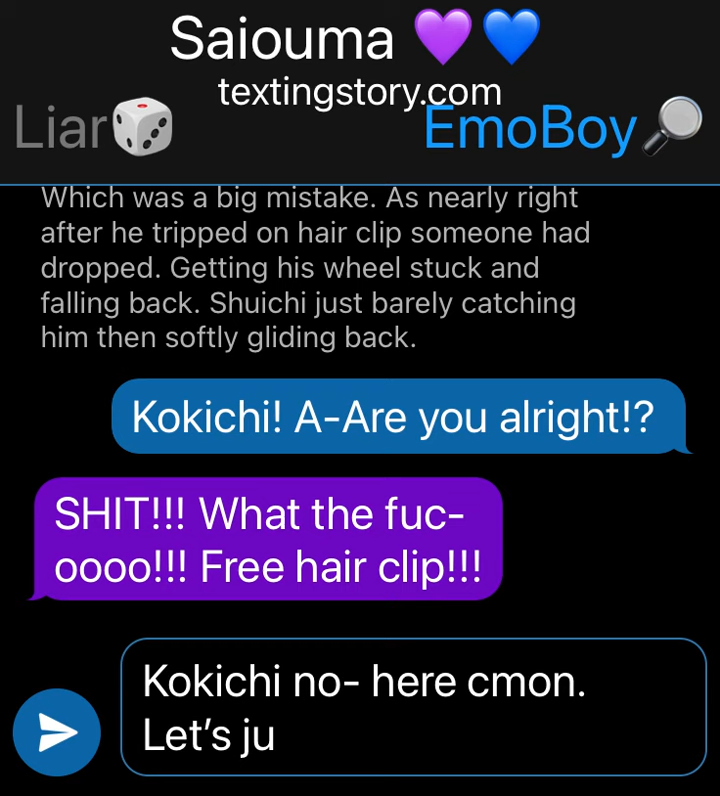 Saiouma 💜💙
textingstory.com
Liar🎲 EmoBoy🔎
Which was a big mistake. As nearly right
after he tripped on hair clip someone had
dropped. Getting his wheel stuck and
falling back. Shuichi just barely catching
him then softly gliding back.
Kokichi! A-Are you alright!?
SHIT!!! What the fuc-
oooo!!! Free hair clip!!!
Kokichi no- here cmon.
Let’s ju